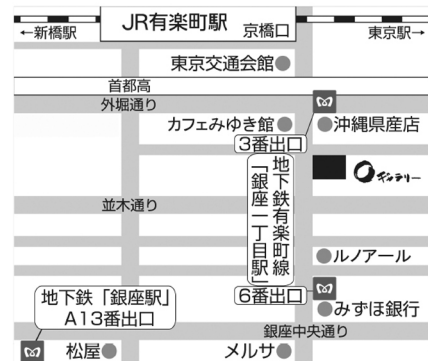 JR有楽町駅 京橋口
←新橋駅
東京駅→
東京交通会館
首都高
外堀通り
カフェみゆき館
沖縄県産店
3番出口
地下鉄有楽町線
「銀座一丁目駅」
ギャラリー
並木通り
ルノアール
6番出口
地下鉄「銀座駅」
A13番出口
みずほ銀行
銀座中央通り
松屋
メルサ